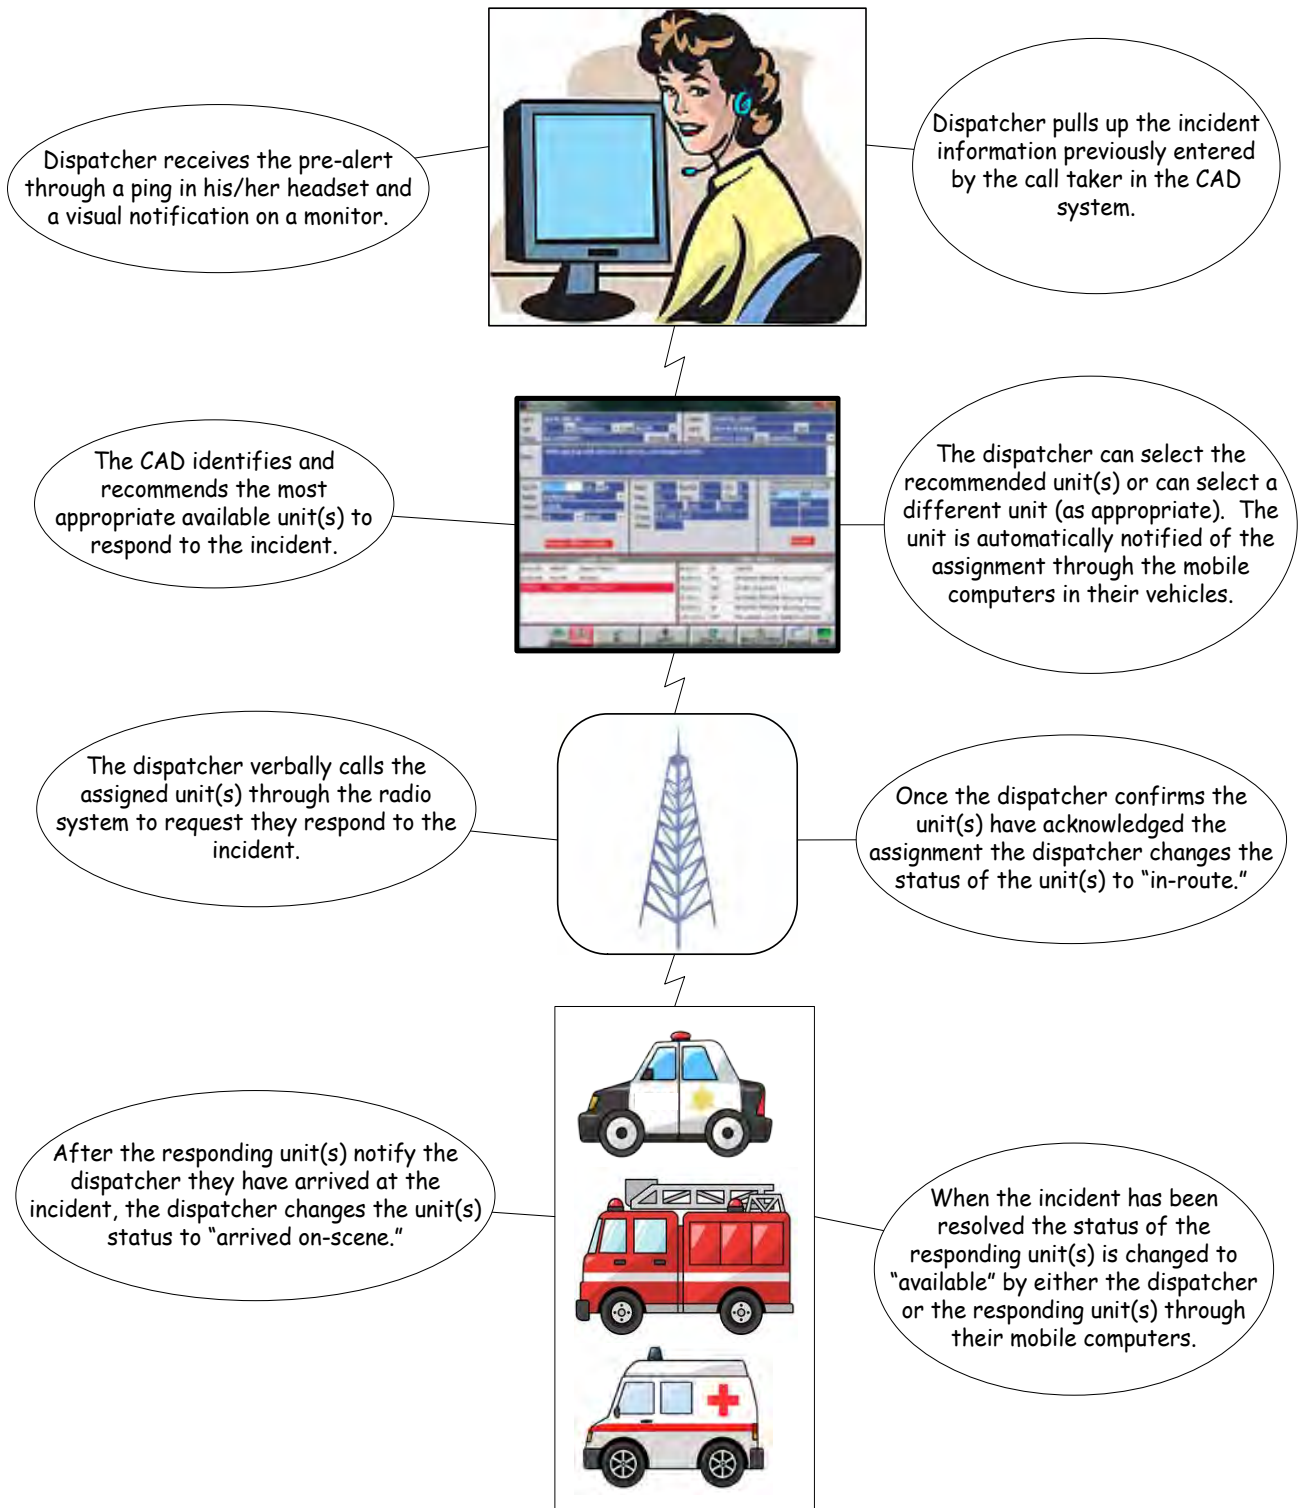 Dispatcher receives the pre-alert
through a ping in his/her headset and
a visual notification on a monitor.
Dispatcher pulls up the incident
information previously entered
by the call taker in the CAD
system.
The CAD identifies and
recommends the most
appropriate available unit(s) to
respond to the incident.
The dispatcher can select the
recommended unit(s) or can select a
different unit (as appropriate).  The
unit is automatically notified of the
assignment through the mobile
computers in their vehicles.
The dispatcher verbally calls the
assigned unit(s) through the radio
system to request they respond to the
incident.
Once the dispatcher confirms the
unit(s) have acknowledged the
assignment the dispatcher changes the
status of the unit(s) to “in-route.”
After the responding unit(s) notify the
dispatcher they have arrived at the
incident, the dispatcher changes the unit(s)
status to “arrived on-scene.”
When the incident has been
resolved the status of the
responding unit(s) is changed to
“available” by either the dispatcher
or the responding unit(s) through
their mobile computers.